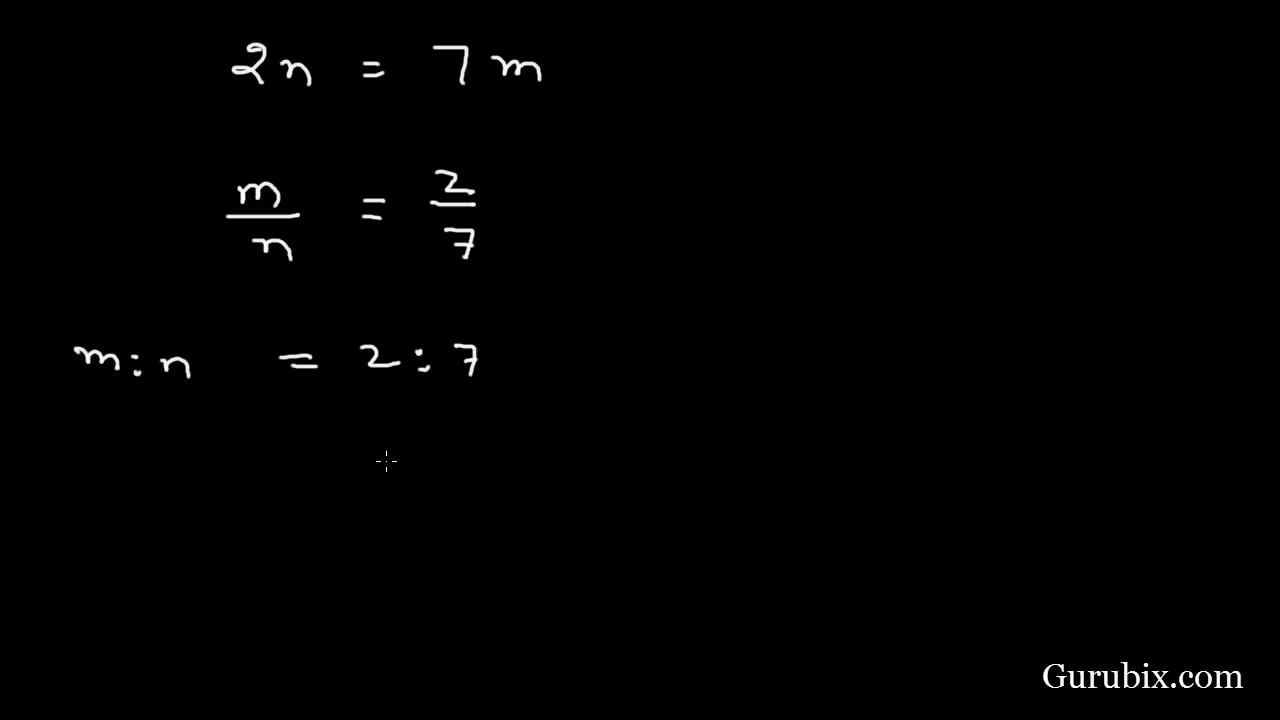 2n = 7m
m/n = 2/7
m:n = 2:7
Gurubix.com